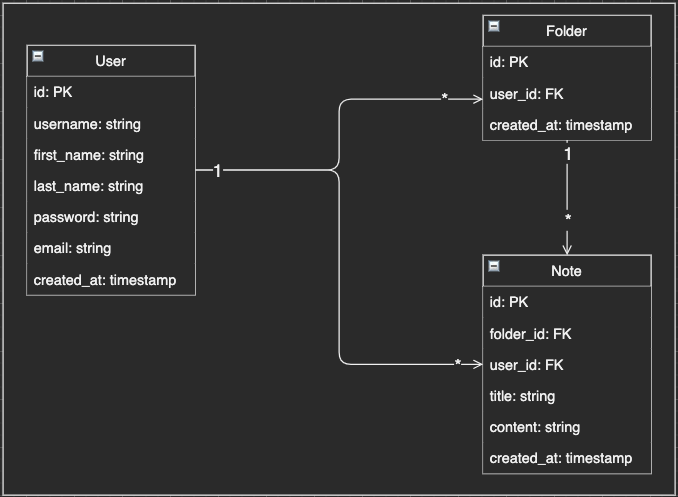 User
id: PK
username: string
first_name: string
last_name: string
password: string
email: string
created_at: timestamp
1
*
*
Folder
id: PK
user_id: FK
created_at: timestamp
1
*
Note
id: PK
folder_id: FK
user_id: FK
title: string
content: string
created_at: timestamp